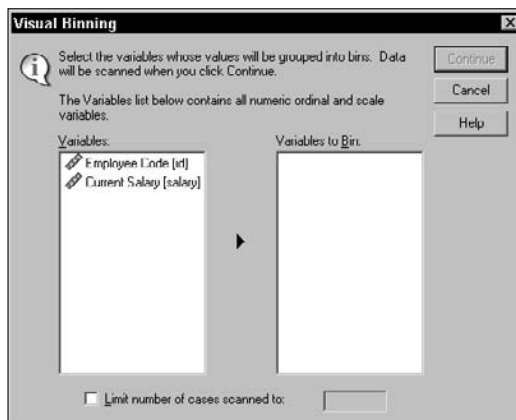 Visual Binning
Select the variables whose values will be grouped into bins. Data
will be scanned when you click Continue.
The Variables list below contains all numeric ordinal and scale
variables.
Variables:
Employee Code [id]
Current Salary [salary]
Variables to Bin:
Continue
Cancel
Help
Limit number of cases scanned to: